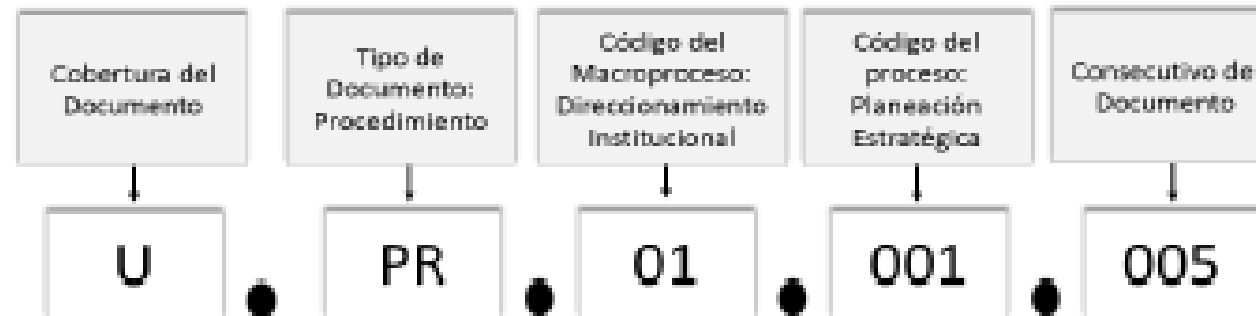 Cobertura del
Documento
Tipo de
Documento:
Procedimiento
Código del
Macroproceso:
Direccionamiento
Institucional
Código del
proceso:
Planeación
Estratégica
Consecutivo de
Documento
U . PR . 01 . 001 . 005